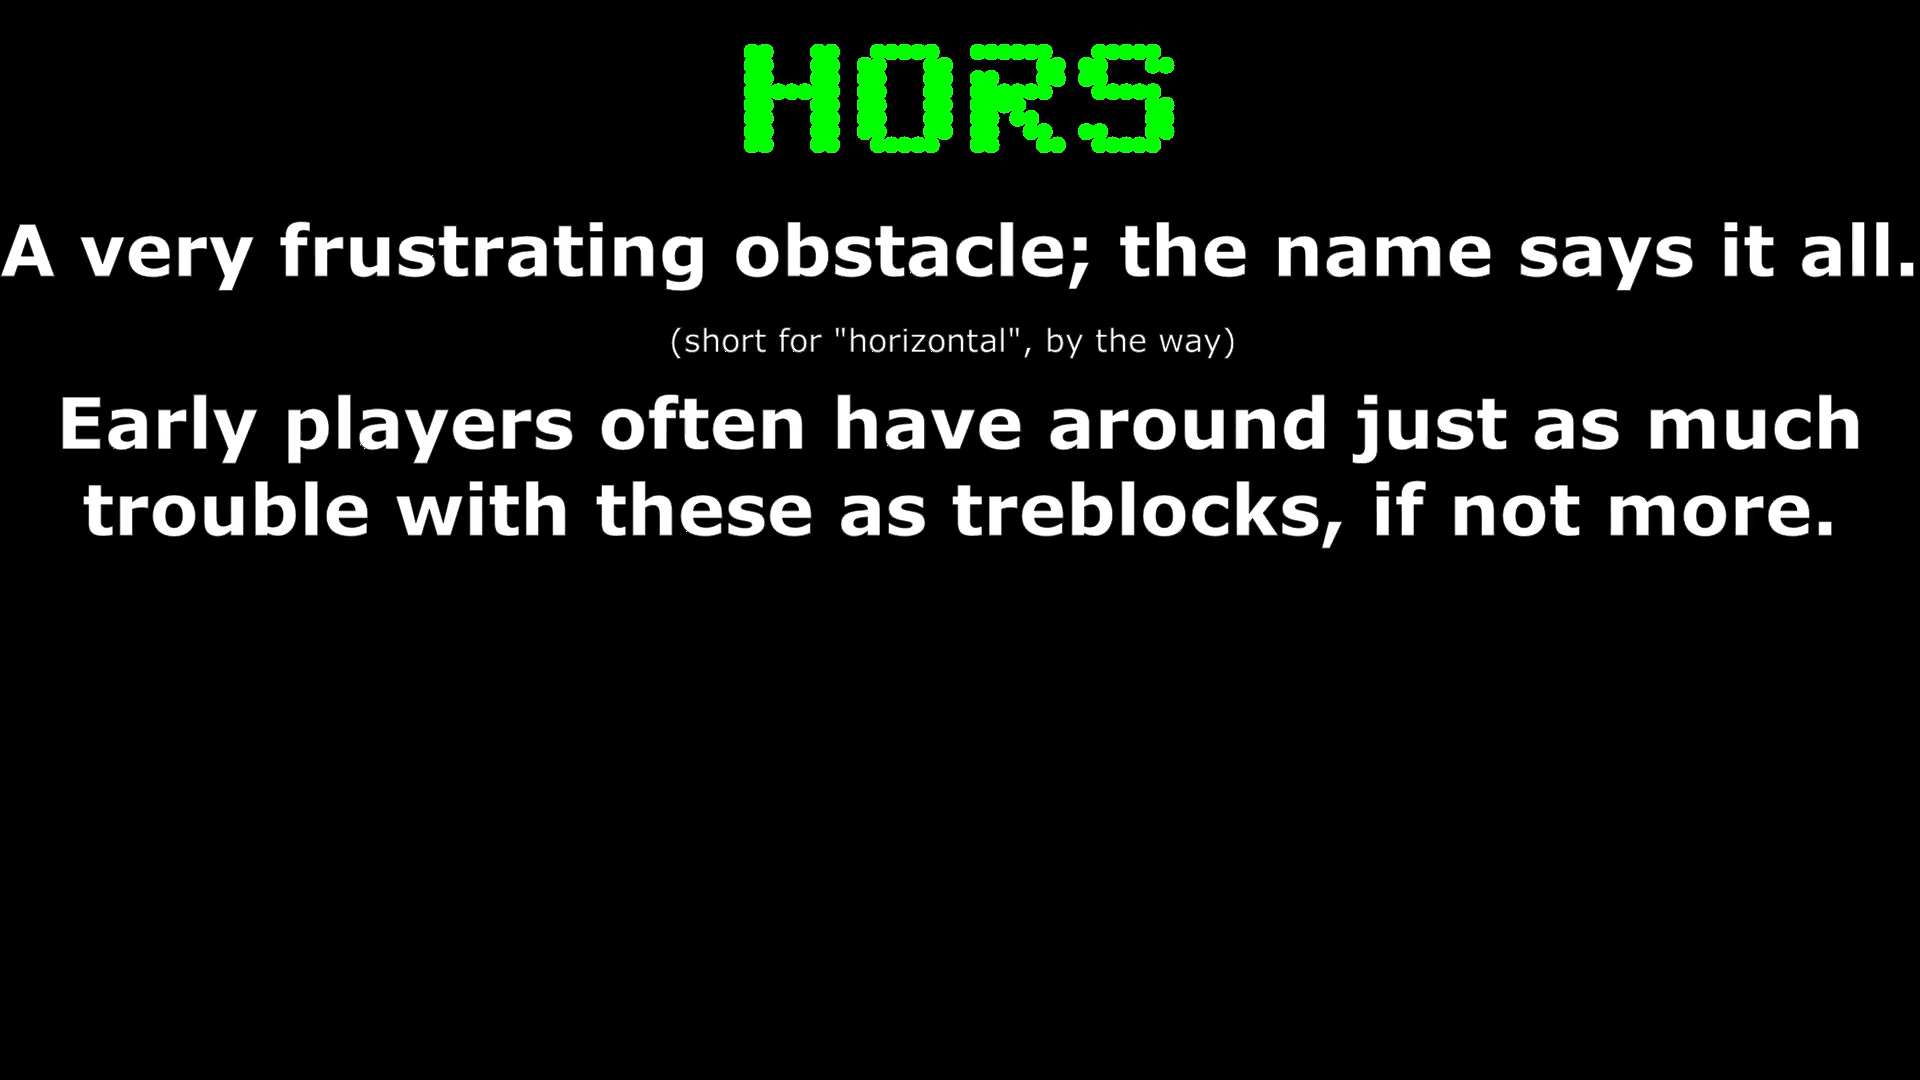 HORS
A very frustrating obstacle; the name says it all.
(short for "horizontal", by the way)
Early players often have around just as much
trouble with these as treblocks, if not more.